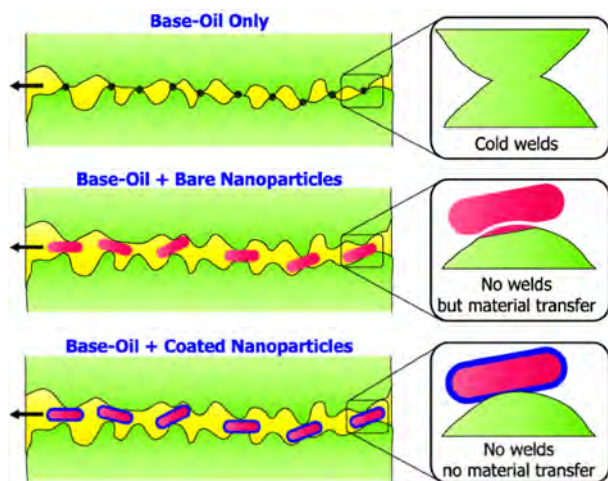 Base-Oil Only
Cold welds
Base-Oil + Bare Nanoparticles
No welds
but material transfer
Base-Oil + Coated Nanoparticles
No welds
no material transfer